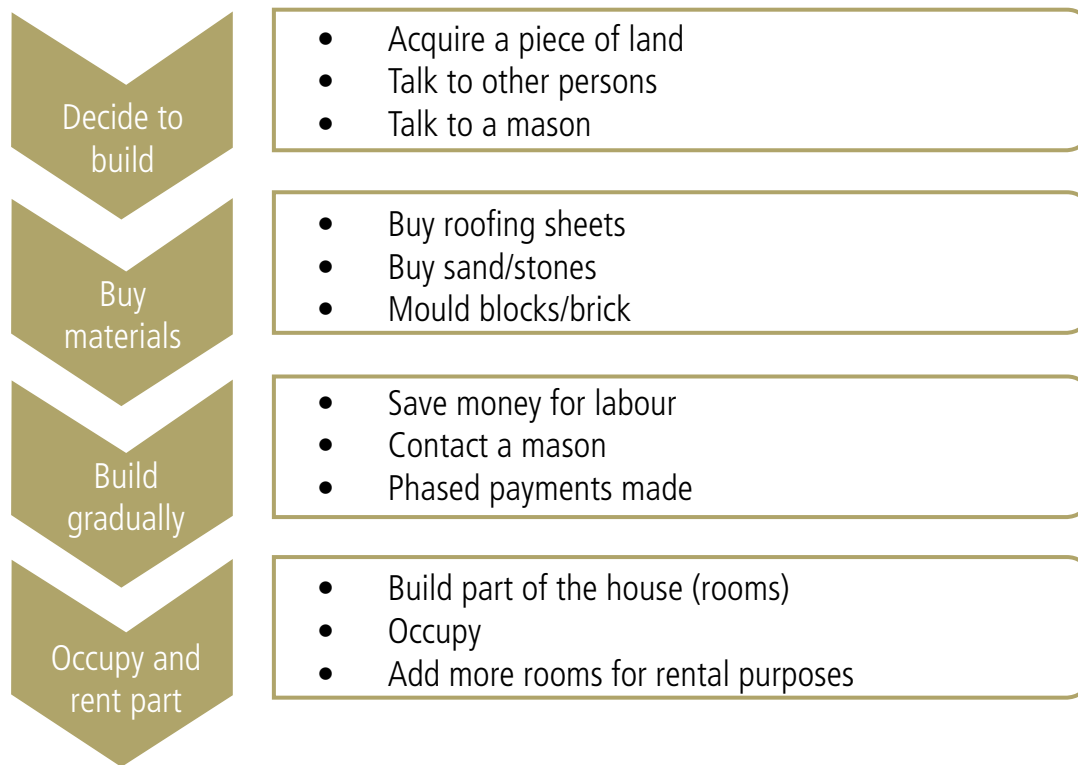 Decide to
build
• Acquire a piece of land
• Talk to other persons
• Talk to a mason
Buy
materials
• Buy roofing sheets
• Buy sand/stones
• Mould blocks/brick
Build
gradually
• Save money for labour
• Contact a mason
• Phased payments made
Occupy and
rent part
• Build part of the house (rooms)
• Occupy
• Add more rooms for rental purposes